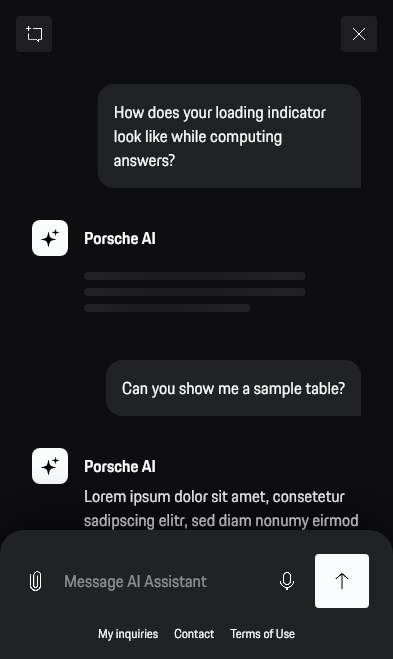 How does your loading indicator
look like while computing
answers?
Porsche AI
Can you show me a sample table?
Porsche AI
Lorem ipsum dolor sit amet, consetetur
sadipscing elitr, sed diam nonumy eirmod
Message AI Assistant
My inquiries Contact Terms of Use